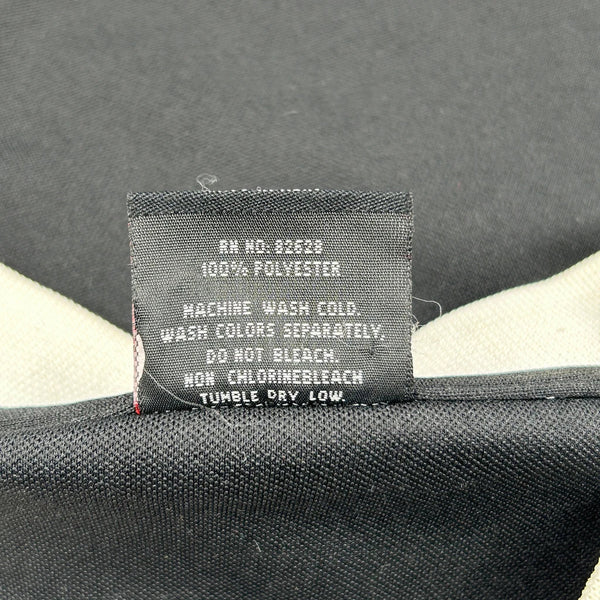 RN NO. 82628
100% POLYESTER
MACHINE WASH COLD.
WASH COLORS SEPARATELY.
DO NOT BLEACH.
NON CHLORINEBLEACH
TUMBLE DRY LOW.